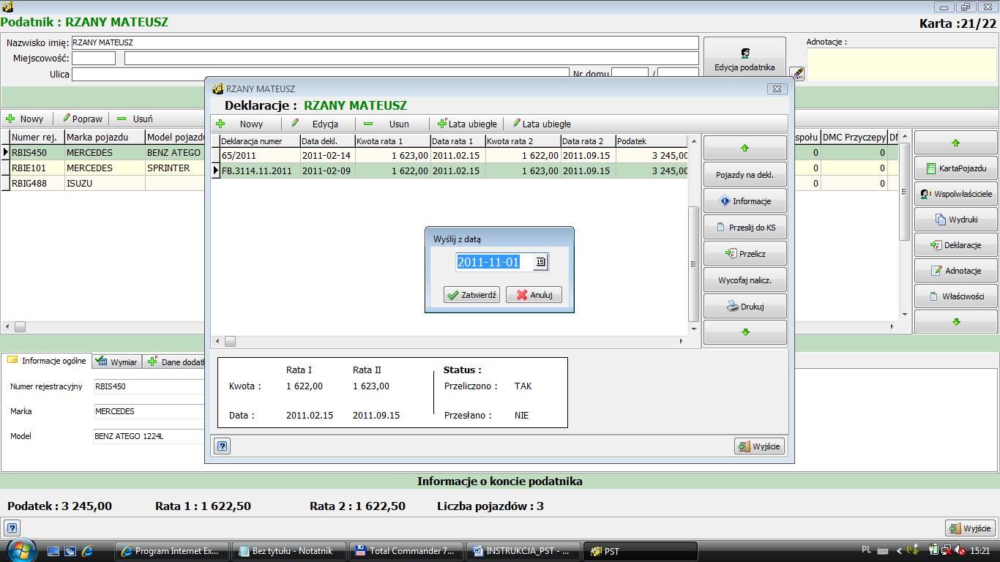 Podatnik : RZANY MATEUSZ
Karta :21/22
Nazwisko imię: RZANY MATEUSZ
Miejscowość:
Ulica
Nr domu /
Edycja podatnika
Adnotacje :
Nowy Popraw Usuń
Numer rej. Marka pojazdu Model pojazdu
RBIS450 MERCEDES BENZ ATEGO
RBIE101 MERCEDES SPRINTER
RBIG488 ISUZU
społu DMC Przyczepy
0 0
0 0
0 0
KartaPojazdu
Wspolwłaściciele
Wydruki
Deklaracje
Adnotacje
Właściwości
RZANY MATEUSZ
Deklaracje : RZANY MATEUSZ
Nowy Edycja Usun Lata ubiegłe Lata ubiegłe
Deklaracja numer Data dekl. Kwota rata 1 Data rata 1 Kwota rata 2 Data rata 2 Podatek
65/2011 2011-02-14 1 623,00 2011.02.15 1 622,00 2011.09.15 3 245,00
FB.3114.11.2011 2011-02-09 1 622,00 2011.02.15 1 623,00 2011.09.15 3 245,00
Pojazdy na dekl.
Informacje
Prześlij do KS
Przelicz
Wycofaj nalicz.
Drukuj
Wyślij z datą
2011-11-01 15
Zatwierdź Anuluj
Rata I Rata II Status :
Kwota : 1 622,00 1 623,00 Przeliczono : TAK
Data : 2011.02.15 2011.09.15 Przesłano : NIE
Wyjście
Informacje ogólne Wymiar Dane dodat
Numer rejestracyjny RBIS450
Marka MERCEDES
Model BENZ ATEGO 1224L
Informacje o koncie podatnika
Podatek : 3 245,00 Rata 1 : 1 622,50 Rata 2 : 1 622,50 Liczba pojazdów : 3
Wyjście
Program Internet Ex... Bez tytułu - Notatnik Total Commander 7... INSTRUKCJA_PST - ... PST PL 15:21